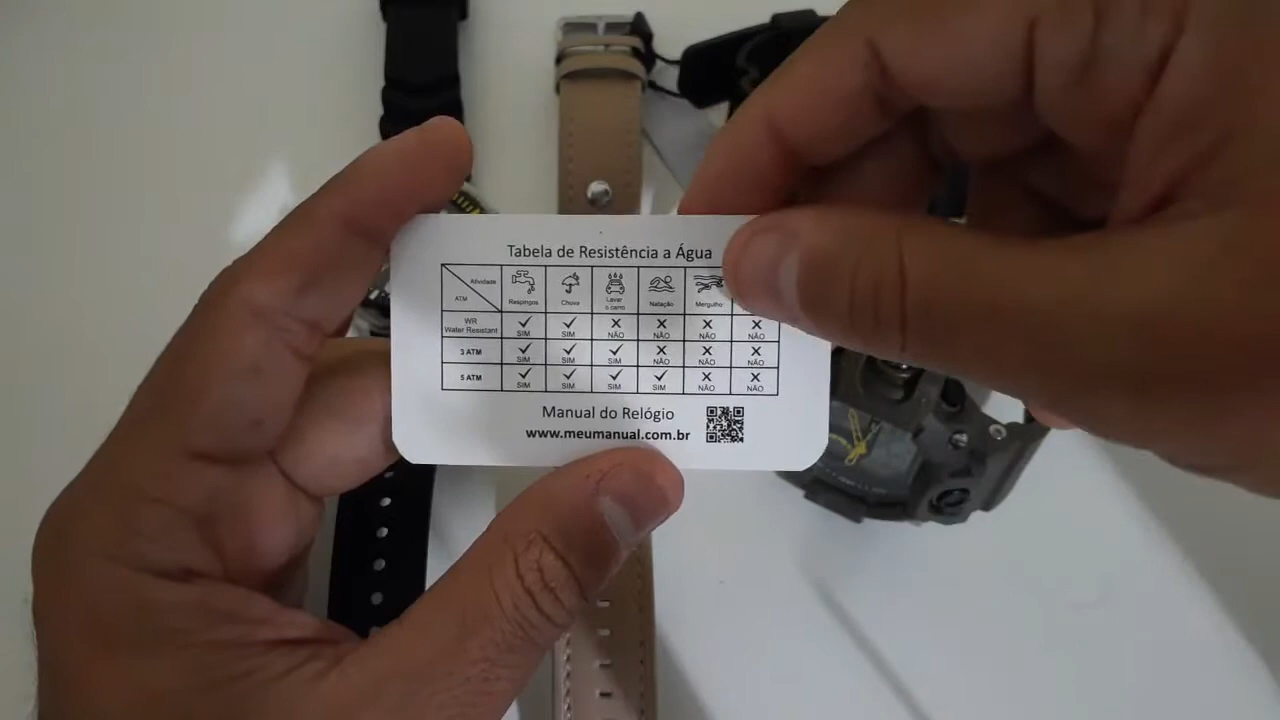 Tabela de Resistência a Água
Atividade
ATM
Respingos
Chuva
Lavar
o carro
Natação
Mergulho
WR
Water Resistant
SIM SIM NÃO NÃO NÃO NÃO
3 ATM
SIM SIM SIM NÃO NÃO NÃO
5 ATM
SIM SIM SIM SIM NÃO NÃO
Manual do Relógio
www.meumanual.com.br